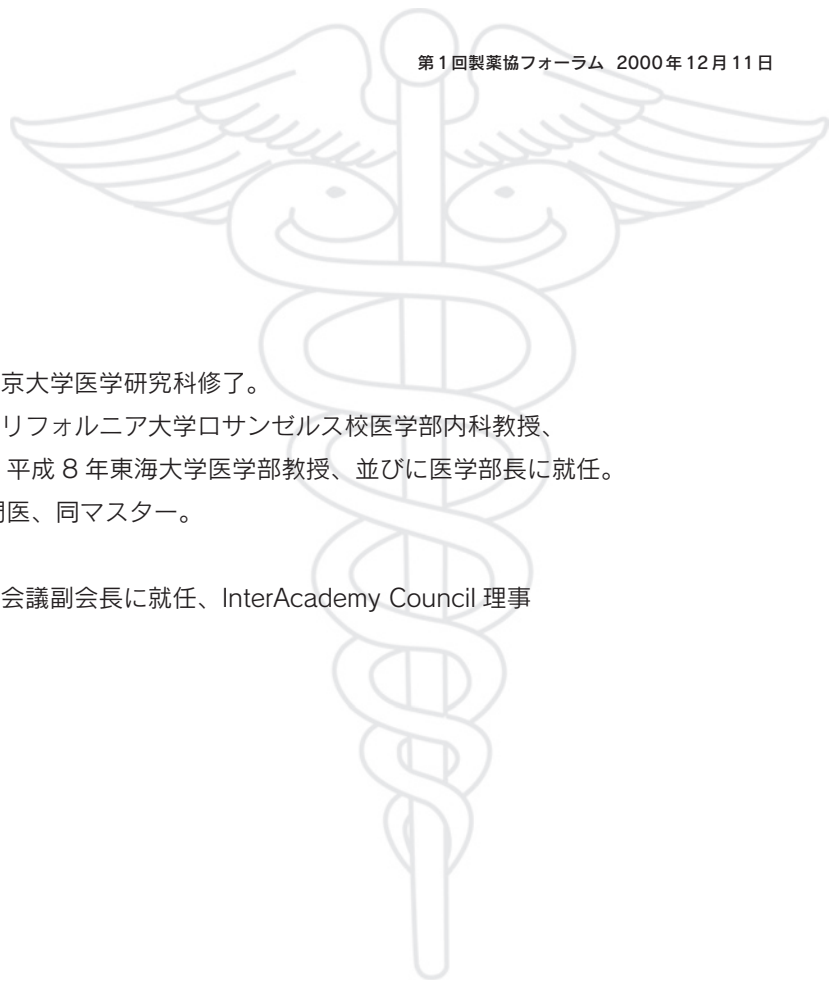 第1回製薬協フォーラム 2000年12月11日
京大学医学研究科修了。
リフォルニア大学ロサンゼルス校医学部内科教授、
平成8年東海大学医学部教授、並びに医学部長に就任。
医、同マスター。
会議副会長に就任、InterAcademy Council 理事